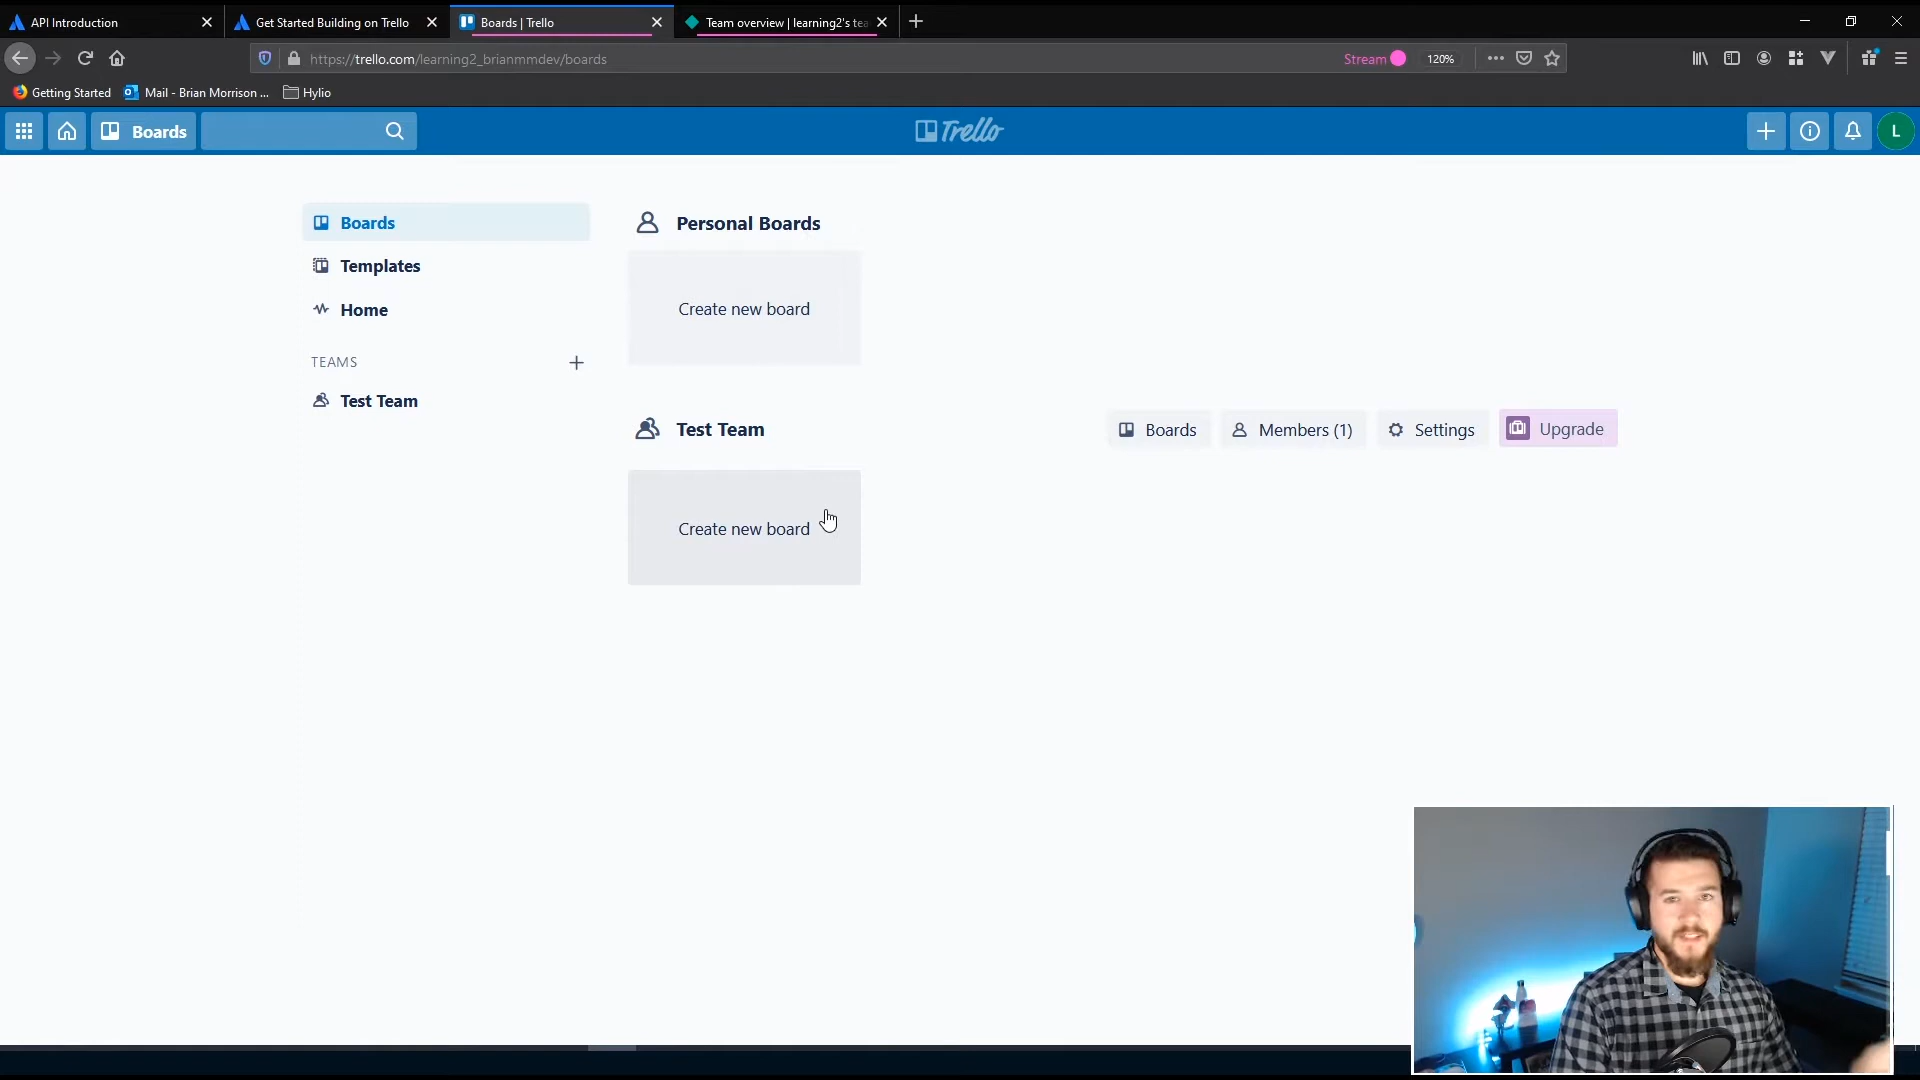 API Introduction
Get Started Building on Trello
Boards | Trello
Team overview | learning2's tea
https://trello.com/learning2_brianmmdev/boards
Stream
120%
Getting Started
Mail - Brian Morrison ...
Hylio
Boards
Trello
L
Boards
Templates
Home
TEAMS
Test Team
Personal Boards
Create new board
Test Team
Boards
Members (1)
Settings
Upgrade
Create new board